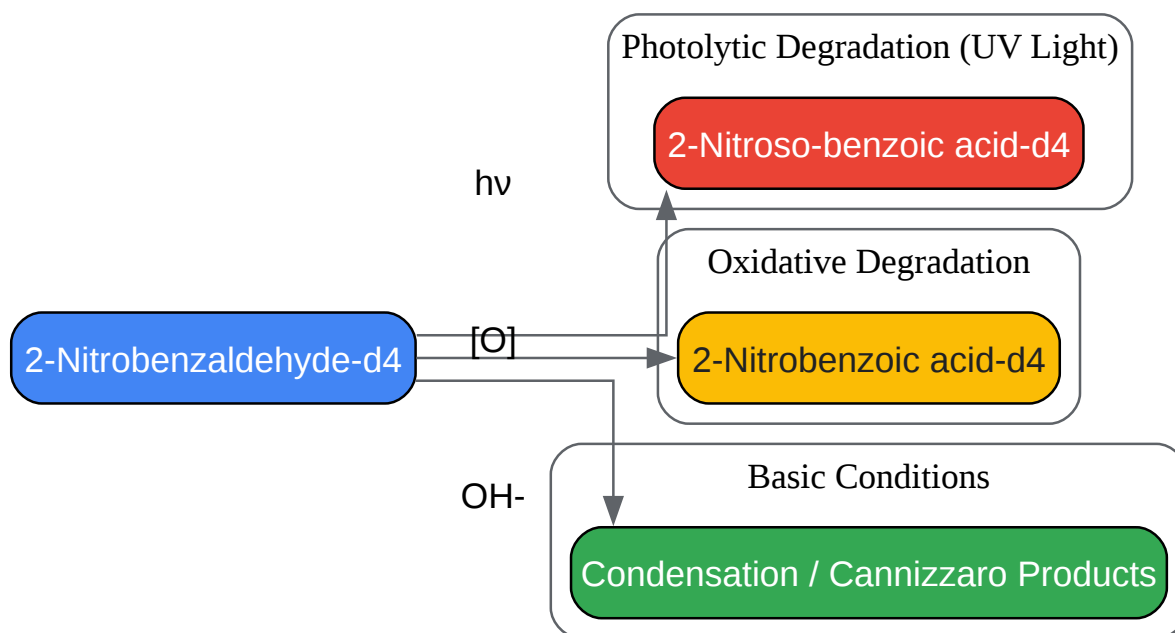 Photolytic Degradation (UV Light)
2-Nitroso-benzoic acid-d4
hν
Oxidative Degradation
2-Nitrobenzaldehyde-d4
[O]
2-Nitrobenzoic acid-d4
Basic Conditions
OH-
Condensation / Cannizzaro Products